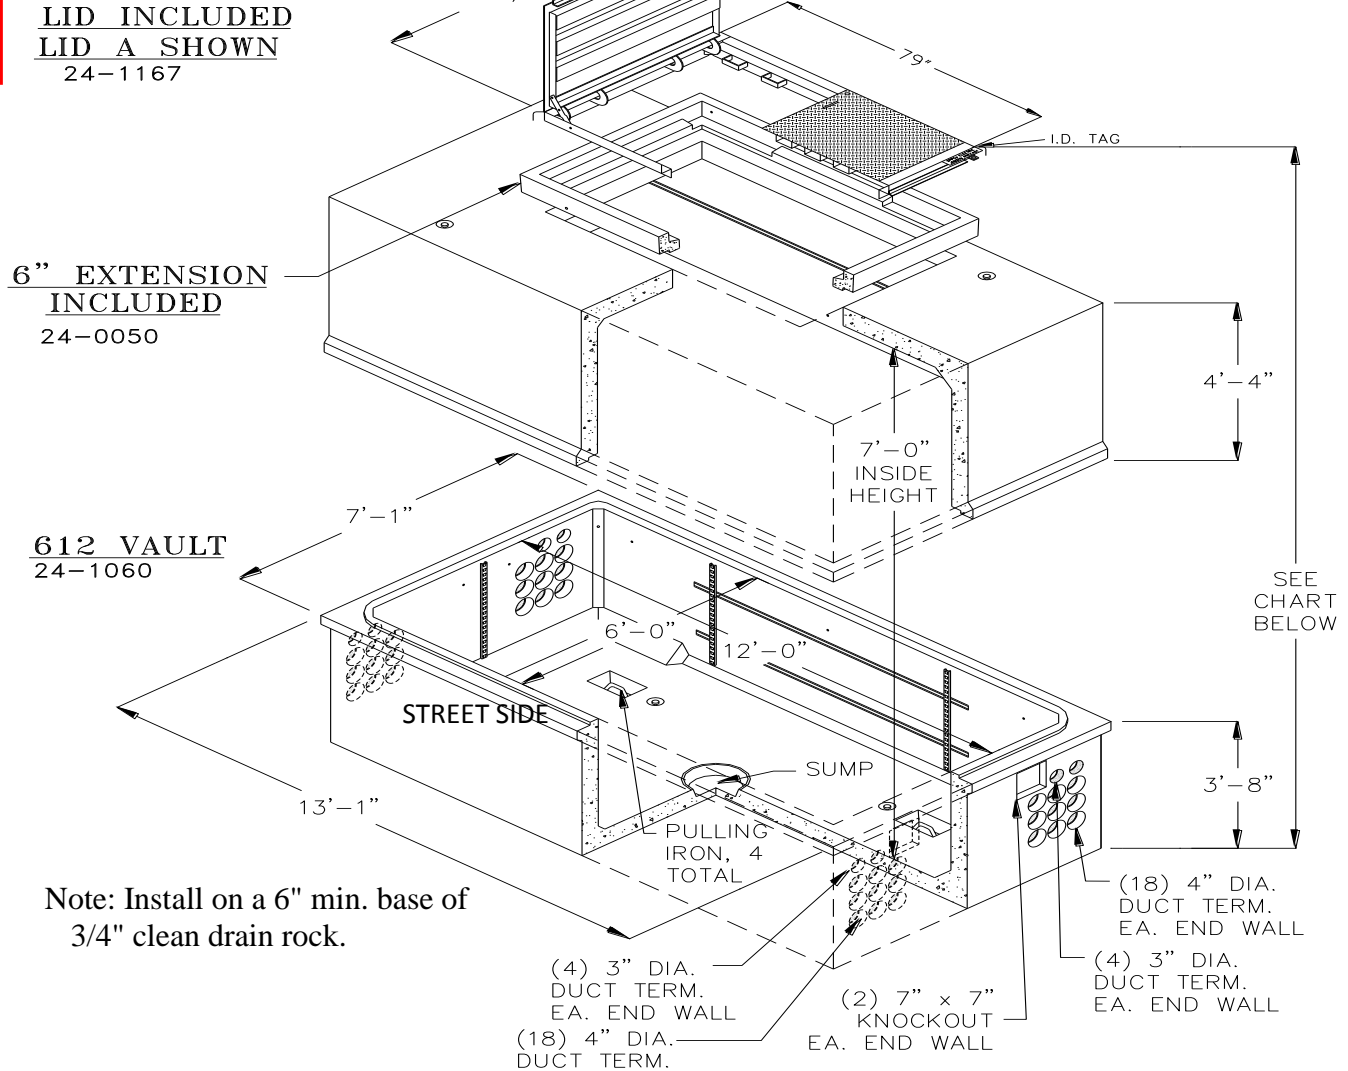 LID INCLUDED
LID A SHOWN
24-1167
79"
I.D. TAG
6" EXTENSION
INCLUDED
24-0050
4'-4"
7'-0"
INSIDE
HEIGHT
7'-1"
612 VAULT
24-1060
SEE
CHART
BELOW
6'-0"
12'-0"
STREET SIDE
SUMP
3'-8"
13'-1"
PULLING
IRON, 4
TOTAL
Note: Install on a 6" min. base of
3/4" clean drain rock.
(18) 4" DIA.
DUCT TERM.
EA. END WALL
(4) 3" DIA.
DUCT TERM.
EA. END WALL
(4) 3" DIA.
DUCT TERM.
EA. END WALL
(2) 7" x 7"
KNOCKOUT
EA. END WALL
(18) 4" DIA.
DUCT TERM.